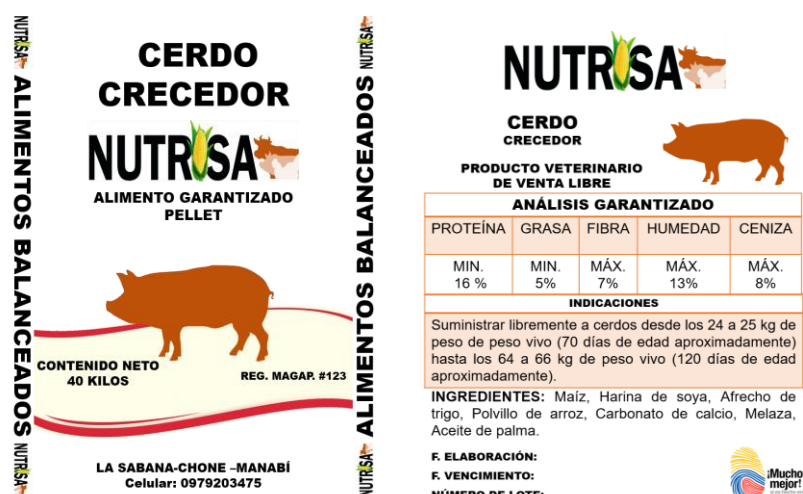 NUTRISA ALIMENTOS BALANCEADOS NUTRISA
CERDO
CRECEDOR
NUTRISA
ALIMENTO GARANTIZADO
PELLET
CONTENIDO NETO
40 KILOS
REG. MAGAP. #123
LA SABANA-CHONE –MANABÍ
Celular: 0979203475
NUTRISA ALIMENTOS BALANCEADOS NUTRISA
NUTRISA
CERDO
CRECEDOR
PRODUCTO VETERINARIO
DE VENTA LIBRE
ANÁLISIS GARANTIZADO
PROTEÍNA GRASA FIBRA HUMEDAD CENIZA
MIN. MIN. MÁX. MÁX. MÁX.
16 % 5% 7% 13% 8%
INDICACIONES
Suministrar libremente a cerdos desde los 24 a 25 kg de
peso de peso vivo (70 días de edad aproximadamente)
hasta los 64 a 66 kg de peso vivo (120 días de edad
aproximadamente).
INGREDIENTES: Maíz, Harina de soya, Afrecho de
trigo, Polvillo de arroz, Carbonato de calcio, Melaza,
Aceite de palma.
F. ELABORACIÓN:
F. VENCIMIENTO:
NÚMERO DE LOTE:
¡Mucho
mejor!